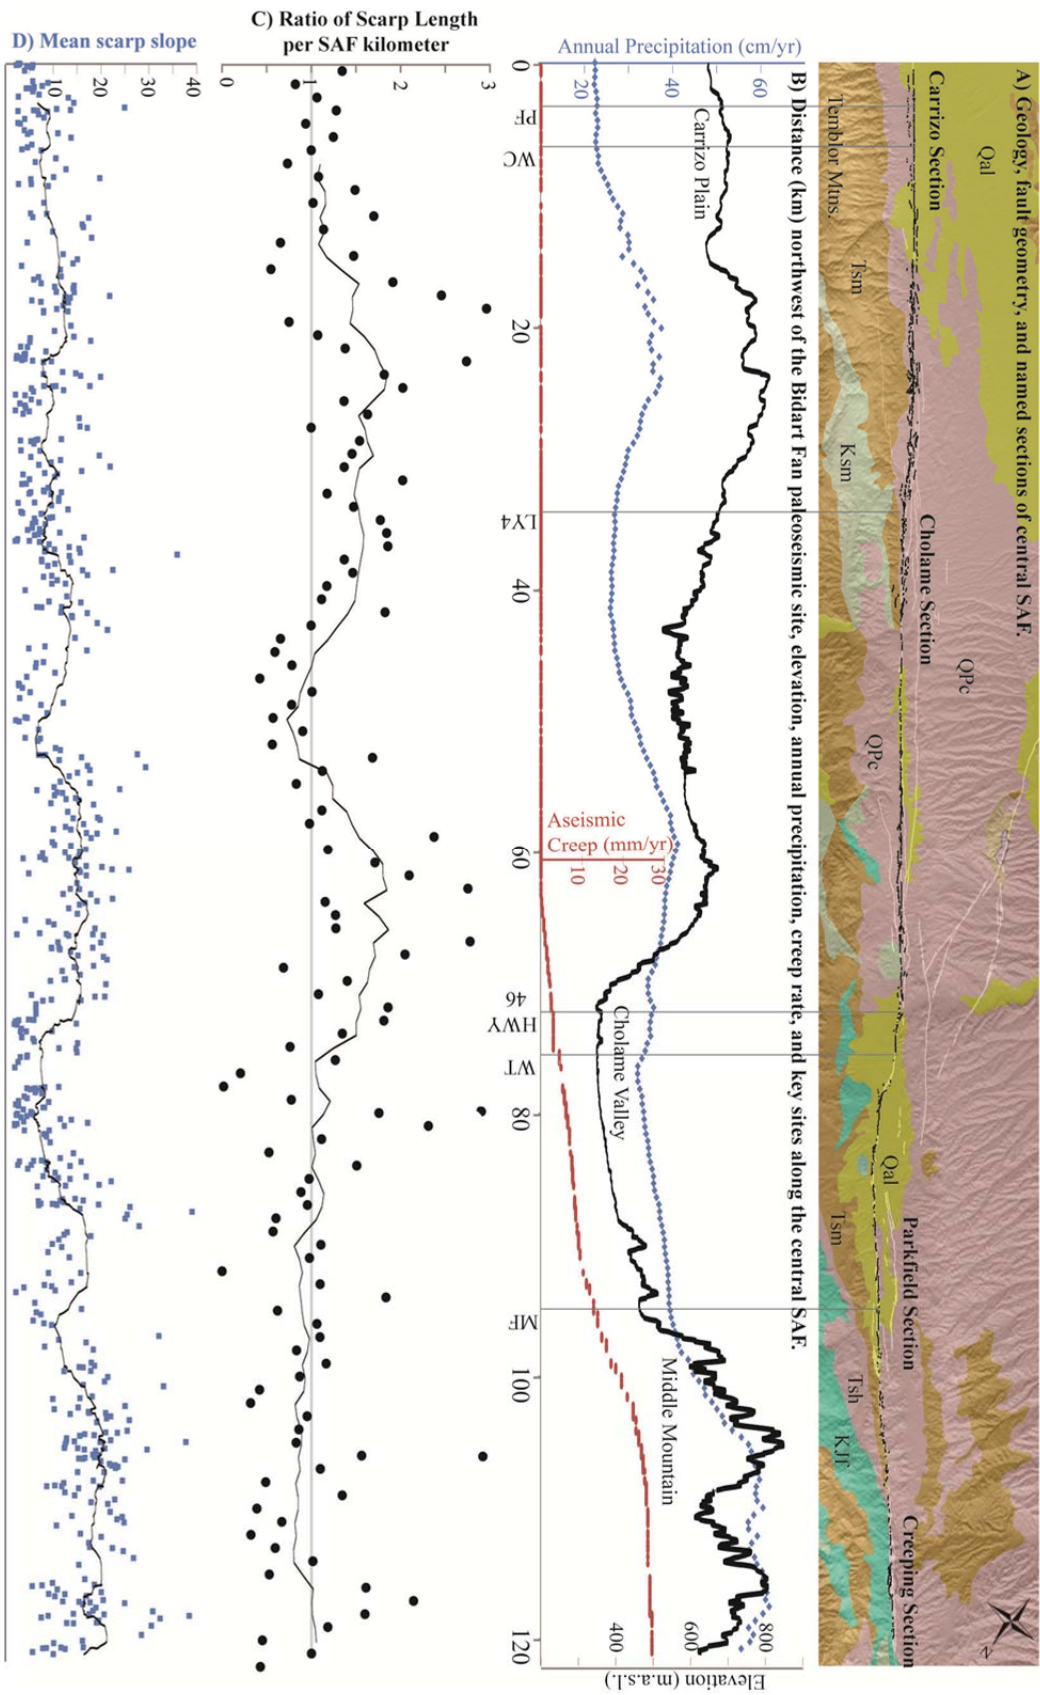 A) Geology, fault geometry, and named sections of central SAF.
Qal
Carrizo Section
Temblor Mtns.
Tsm
Ksm
Cholame Section
QPc
QPc
Qal
Tsm
Parkfield Section
Tsh
KJf
Creeping Section
N
B) Distance (km) northwest of the Bidart Fan paleoseismic site, elevation, annual precipitation, creep rate, and key sites along the central SAF.
Annual Precipitation (cm/yr)
20
40
60
Carrizo Plain
Cholame Valley
Middle Mountain
Aseismic
Creep (mm/yr)
10
20
30
Elevation (m.a.s.l.)
400
600
800
PF
WC
LY4
HWY
46
WT
MF
0
20
40
60
80
100
120
C) Ratio of Scarp Length
per SAF kilometer
0
1
2
3
D) Mean scarp slope
10
20
30
40